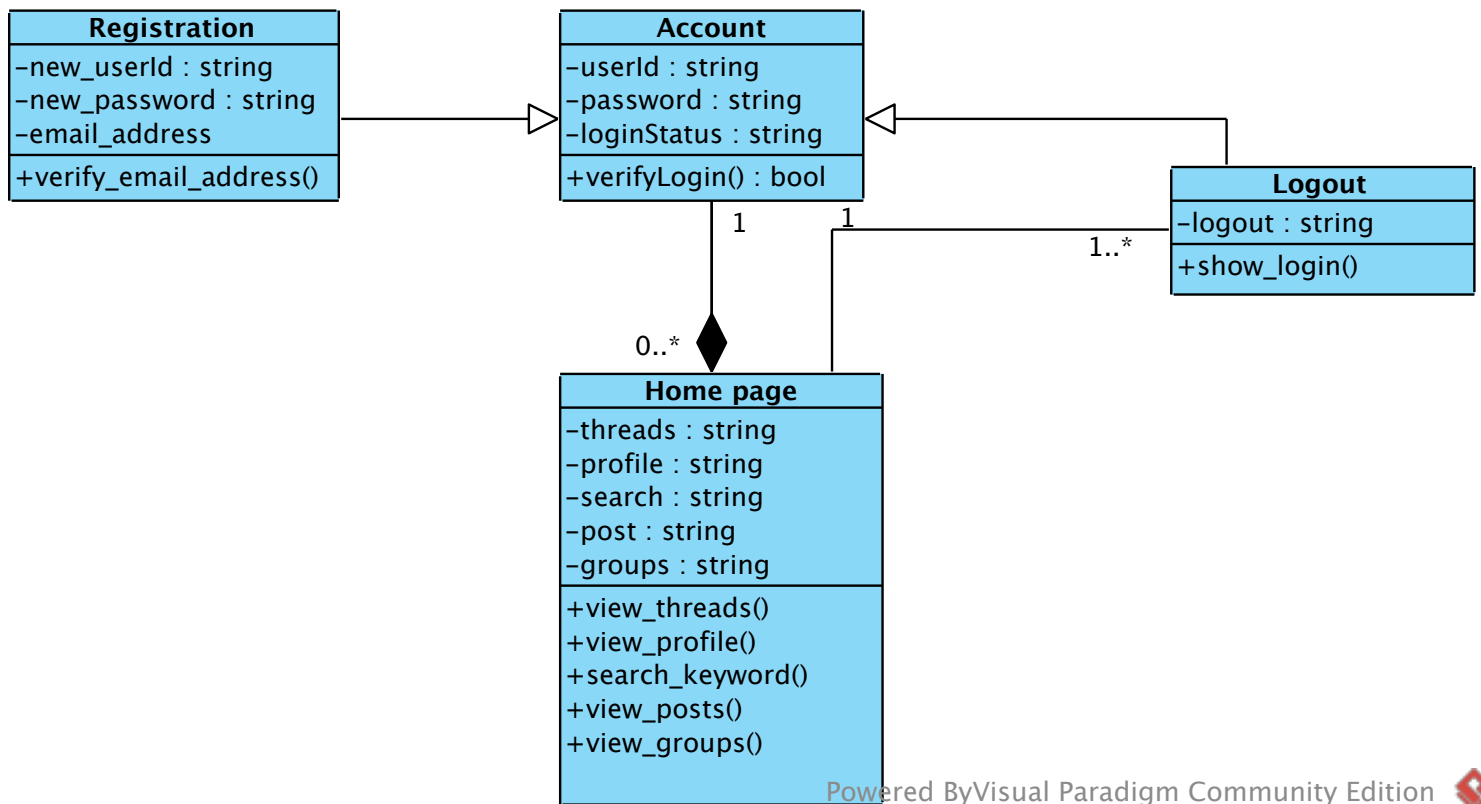 Registration
-new_userId : string
-new_password : string
-email_address
+verify_email_address()
Account
-userId : string
-password : string
-loginStatus : string
+verifyLogin() : bool
Logout
-logout : string
+show_login()
1
1
1..*
0..*
Home page
-threads : string
-profile : string
-search : string
-post : string
-groups : string
+view_threads()
+view_profile()
+search_keyword()
+view_posts()
+view_groups()
Powered ByVisual Paradigm Community Edition